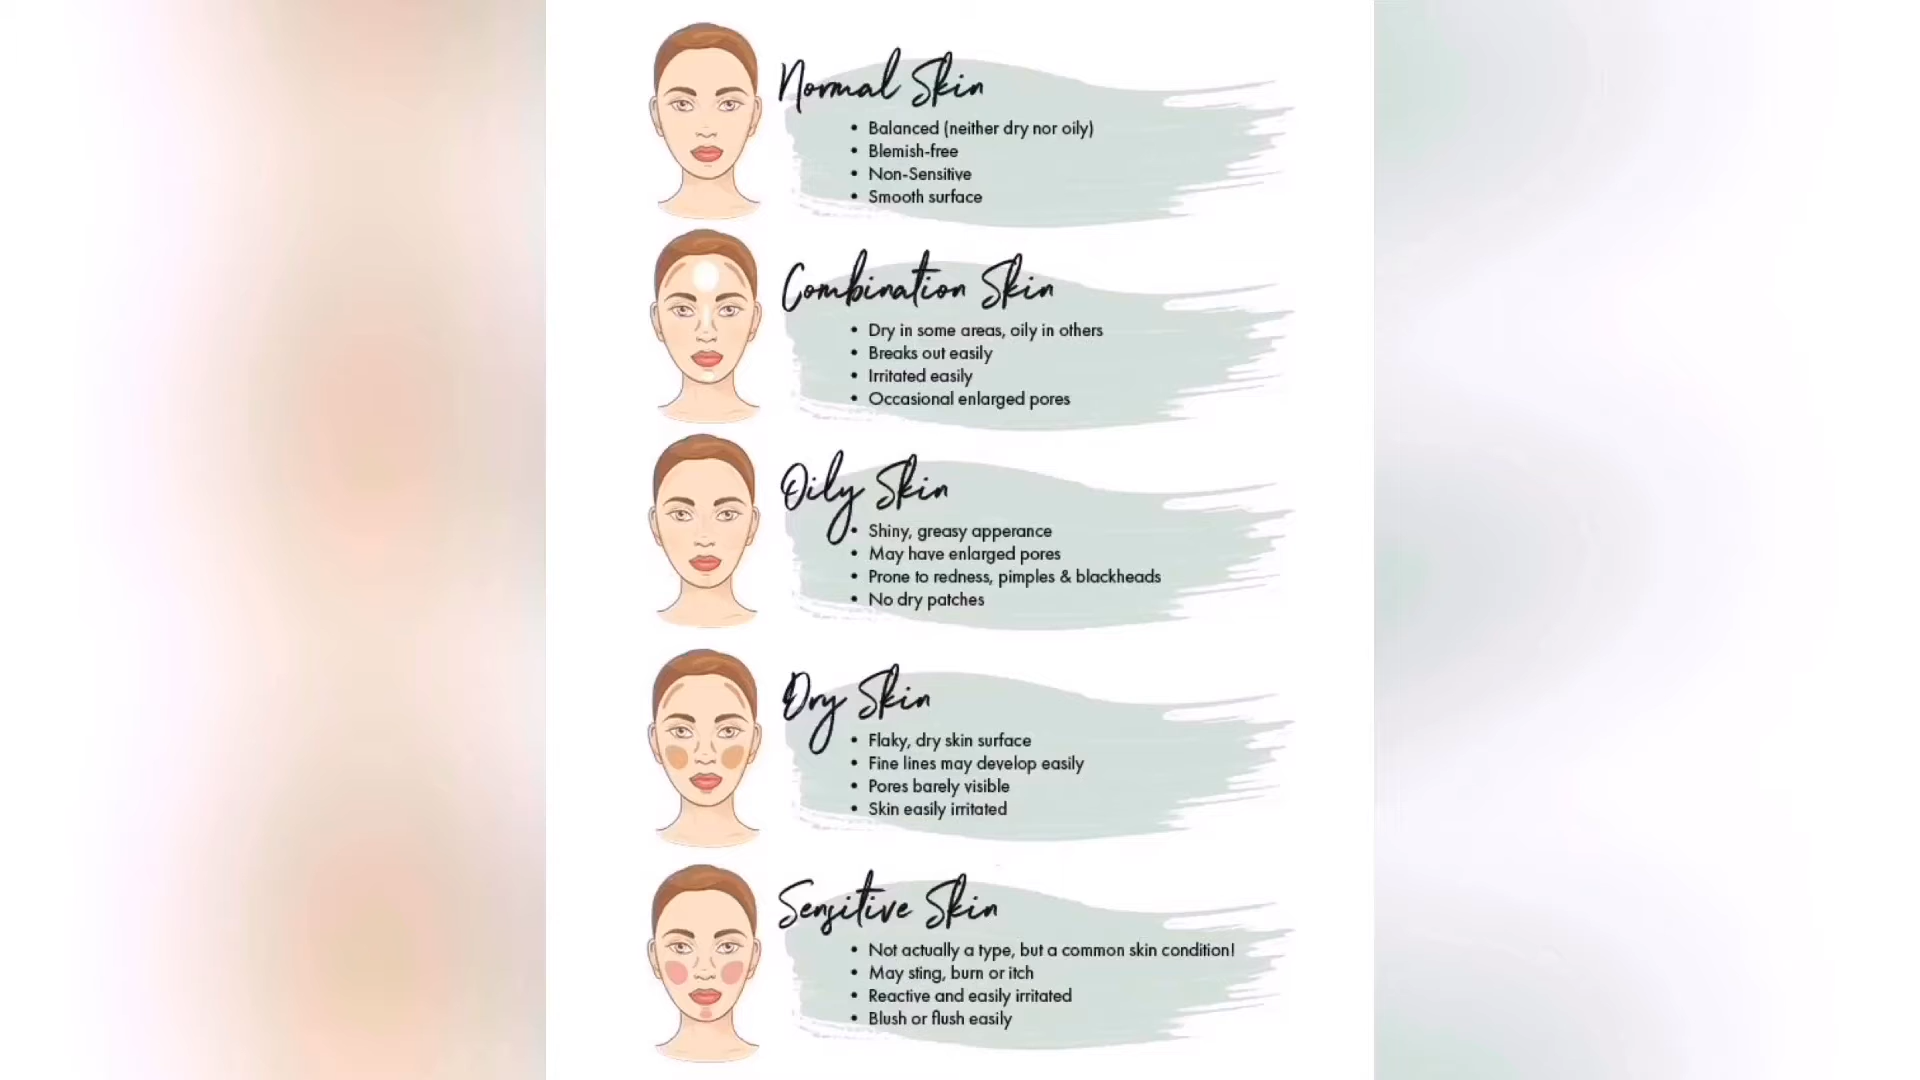 Normal Skin
• Balanced (neither dry nor oily)
• Blemish-free
• Non-Sensitive
• Smooth surface
Combination Skin
• Dry in some areas, oily in others
• Breaks out easily
• Irritated easily
• Occasional enlarged pores
Oily Skin
• Shiny, greasy apperance
• May have enlarged pores
• Prone to redness, pimples & blackheads
• No dry patches
Dry Skin
• Flaky, dry skin surface
• Fine lines may develop easily
• Pores barely visible
• Skin easily irritated
Sensitive Skin
• Not actually a type, but a common skin condition!
• May sting, burn or itch
• Reactive and easily irritated
• Blush or flush easily